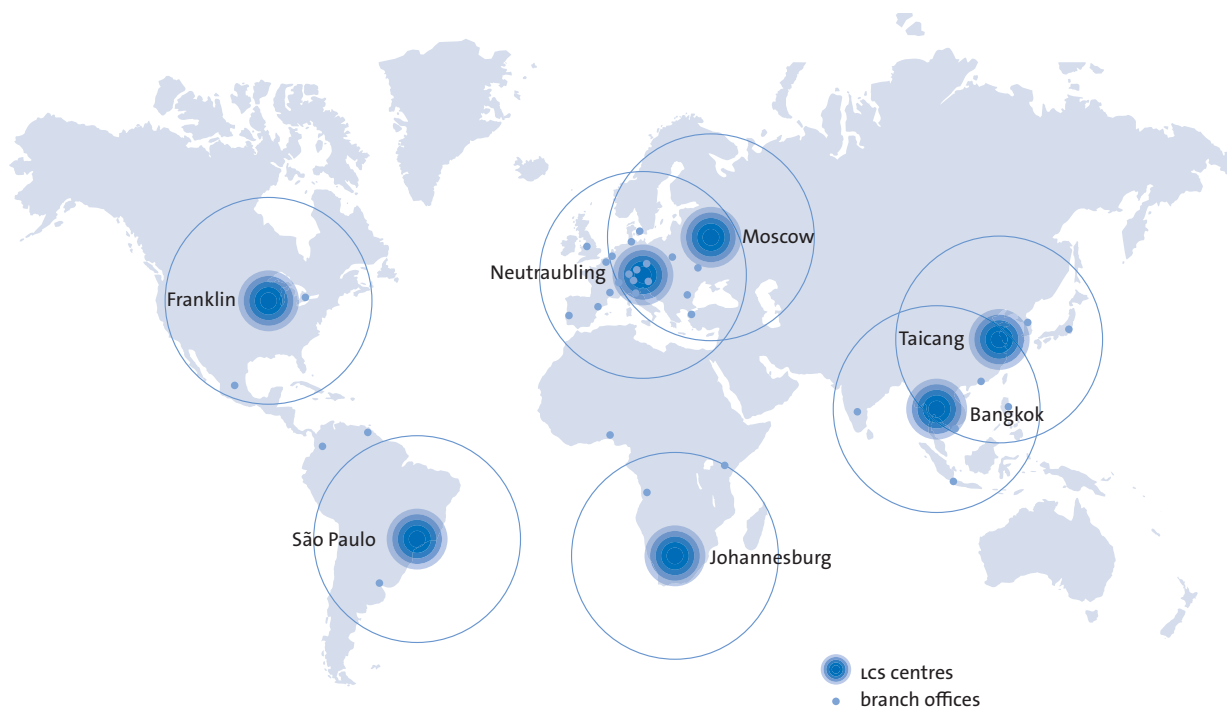 Moscow
Neutraubling
Franklin
Taicang
Bangkok
São Paulo
Johannesburg
LCS centres
branch offices